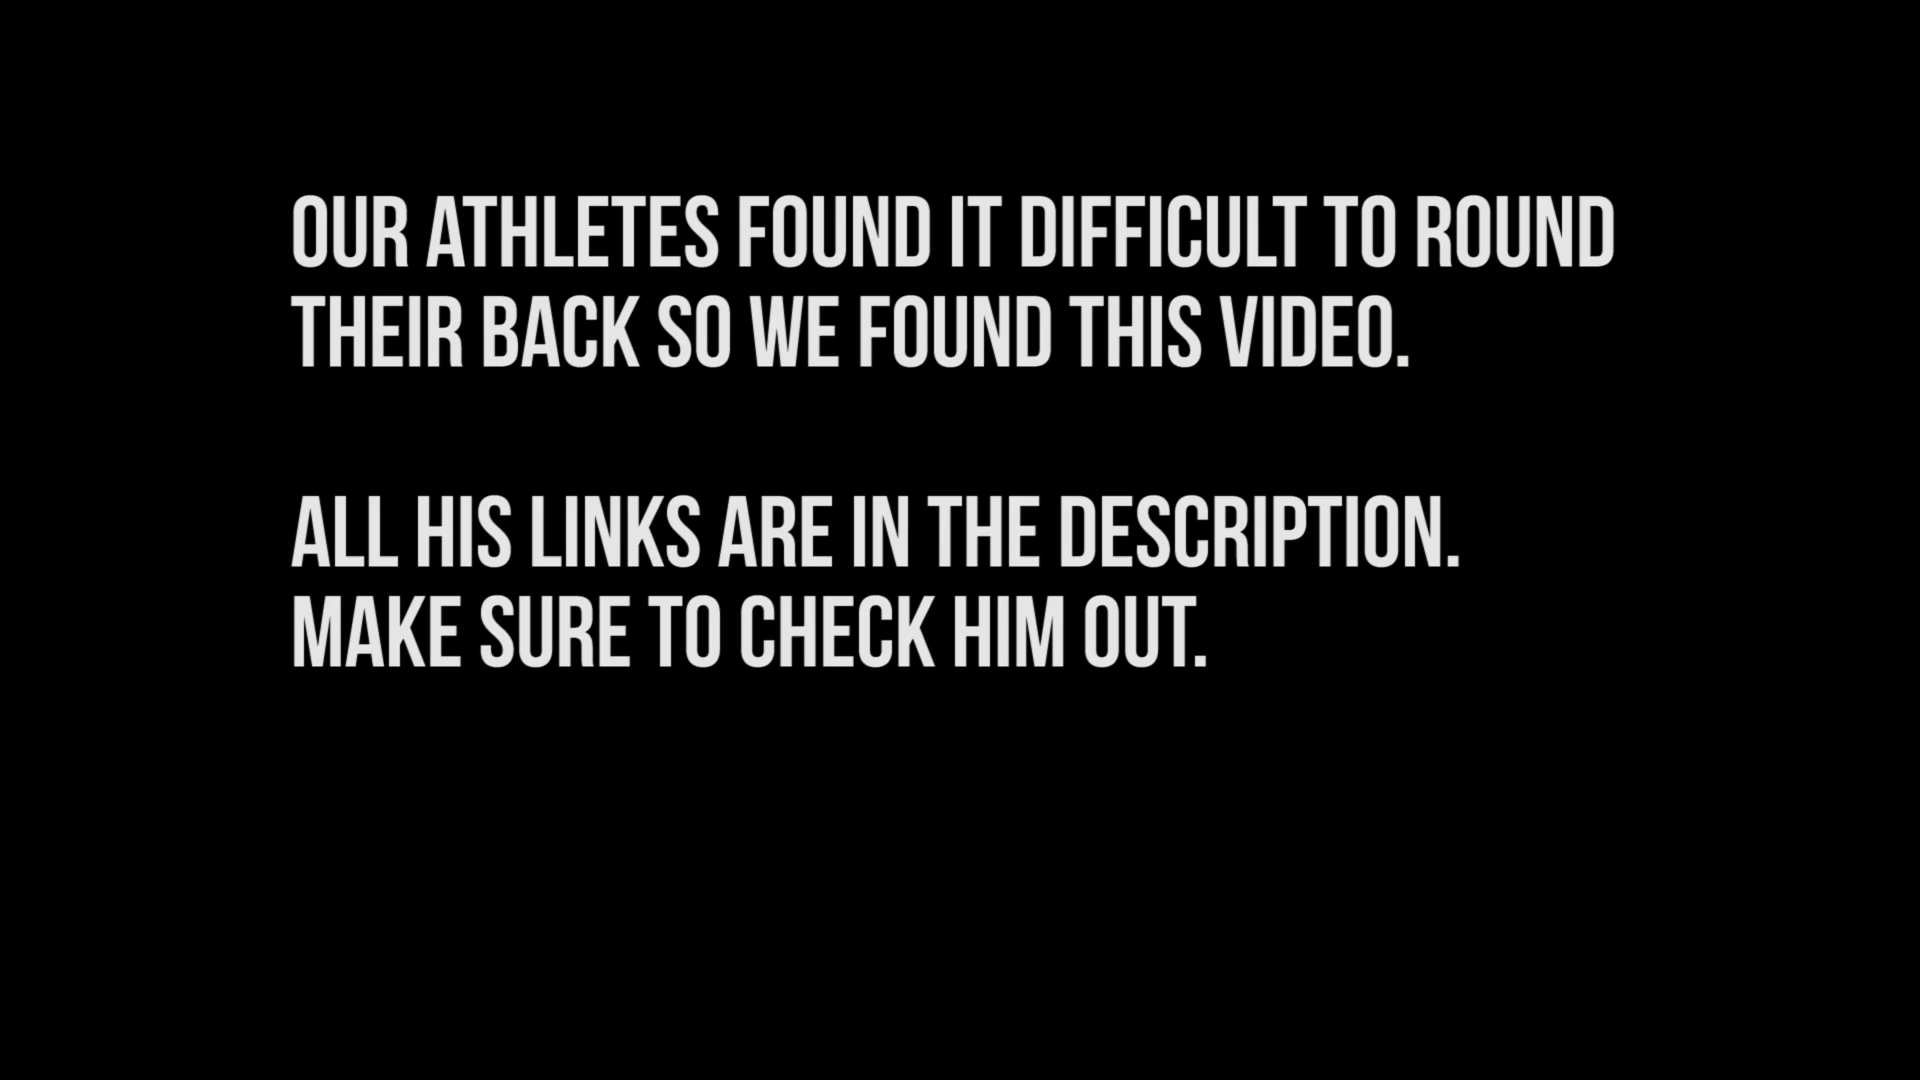 OUR ATHLETES FOUND IT DIFFICULT TO ROUND
THEIR BACK SO WE FOUND THIS VIDEO.
ALL HIS LINKS ARE IN THE DESCRIPTION.
MAKE SURE TO CHECK HIM OUT.